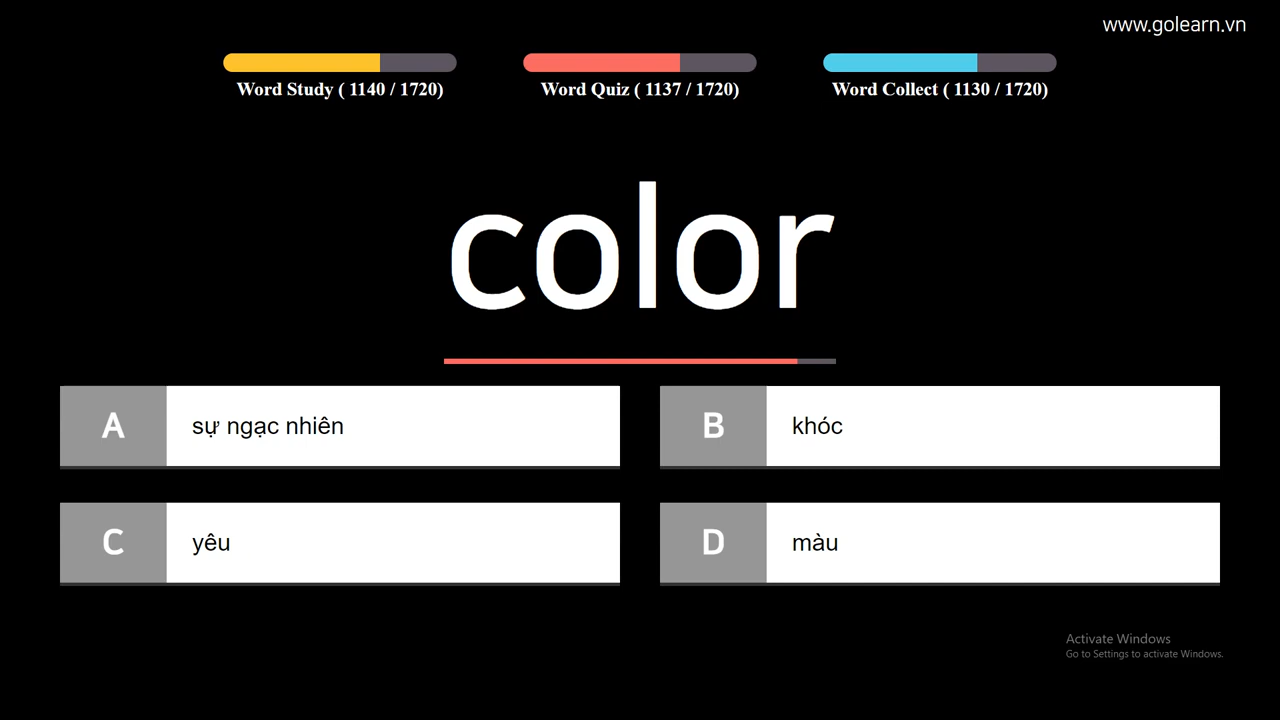 www.golearn.vn
Word Study ( 1140 / 1720)
Word Quiz ( 1137 / 1720)
Word Collect ( 1130 / 1720)
color
A sự ngạc nhiên
B khóc
C yêu
D màu
Activate Windows
Go to Settings to activate Windows.